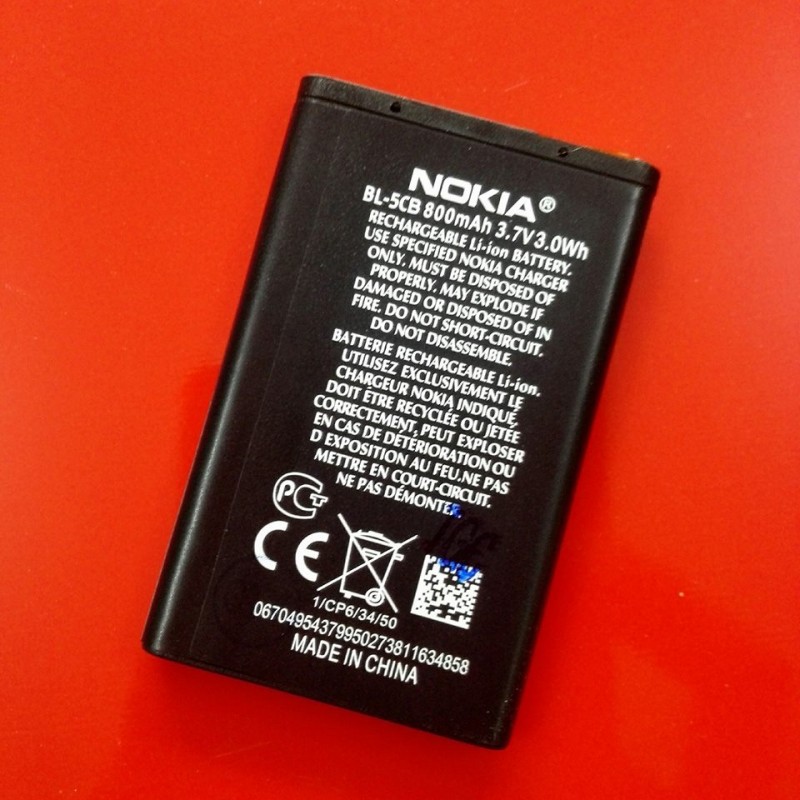 NOKIA®
BL-5CB 800mAh 3.7V 3.0Wh
RECHARGEABLE Li-ion BATTERY.
USE SPECIFIED NOKIA CHARGER
ONLY. MUST BE DISPOSED OF
PROPERLY. MAY EXPLODE IF
DAMAGED OR DISPOSED OF IN
FIRE. DO NOT SHORT-CIRCUIT.
DO NOT DISASSEMBLE.
BATTERIE RECHARGEABLE Li-ion.
UTILISEZ EXCLUSIVEMENT LE
CHARGEUR NOKIA INDIQUÉ,
DOIT ÊTRE RECYCLÉE OU JETÉE
CORRECTEMENT, PEUT EXPLOSER
EN CAS DE DÉTÉRIORATION OU
D EXPOSITION AU FEU.NE PAS
METTRE EN COURT-CIRCUIT.
NE PAS DÉMONTER.
PCT
CE
1/CP6/34/50
06704954379950273811634858
MADE IN CHINA